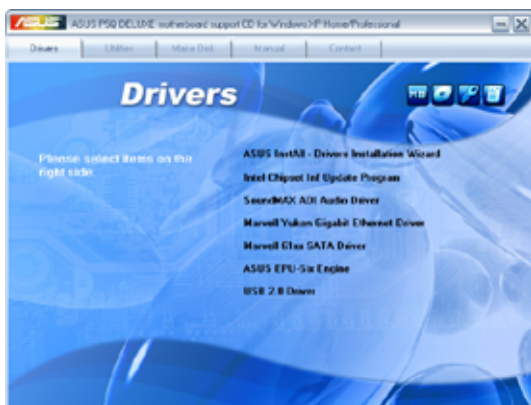 ASUS P5Q DELUXE motherboard support CD for Windows XP Home/Professional
Drivers
Utilities
Make Disk
Manual
Contact
Drivers
Please select items on the
right side.
ASUS InstAll - Drivers Installation Wizard
Intel Chipset Inf Update Program
SoundMAX ADI Audio Driver
Marvell Yukon Gigabit Ethernet Driver
Marvell 61xx SATA Driver
ASUS EPU-Six Engine
USB 2.0 Driver